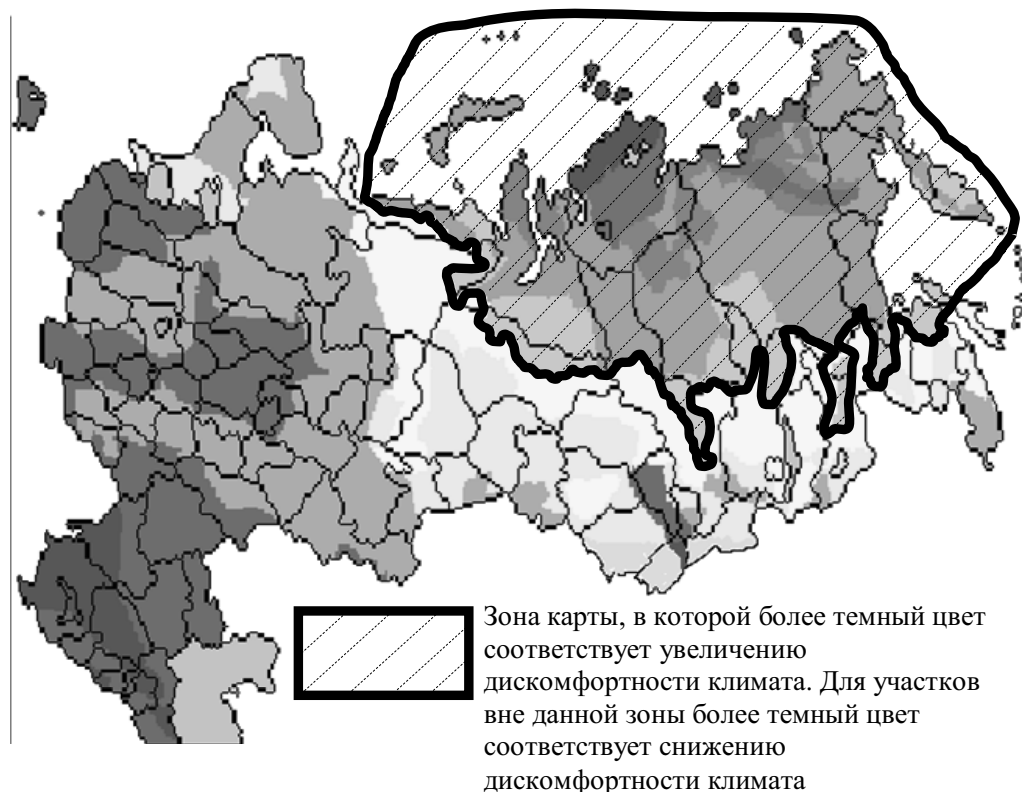 Зона карты, в которой более темный цвет
соответствует увеличению
дискомфортности климата. Для участков
вне данной зоны более темный цвет
соответствует снижению
дискомфортности климата